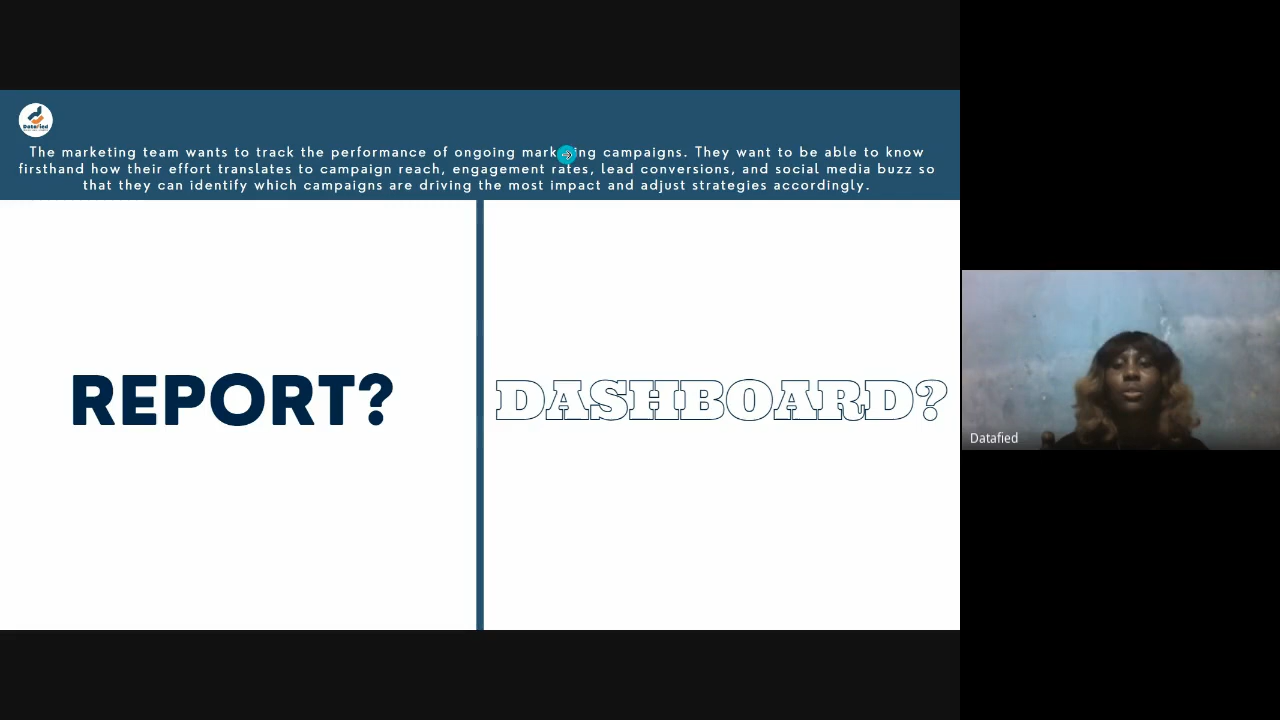 Datafied
The marketing team wants to track the performance of ongoing marketing campaigns. They want to be able to know
firsthand how their effort translates to campaign reach, engagement rates, lead conversions, and social media buzz so
that they can identify which campaigns are driving the most impact and adjust strategies accordingly.
REPORT?
DASHBOARD?
Datafied